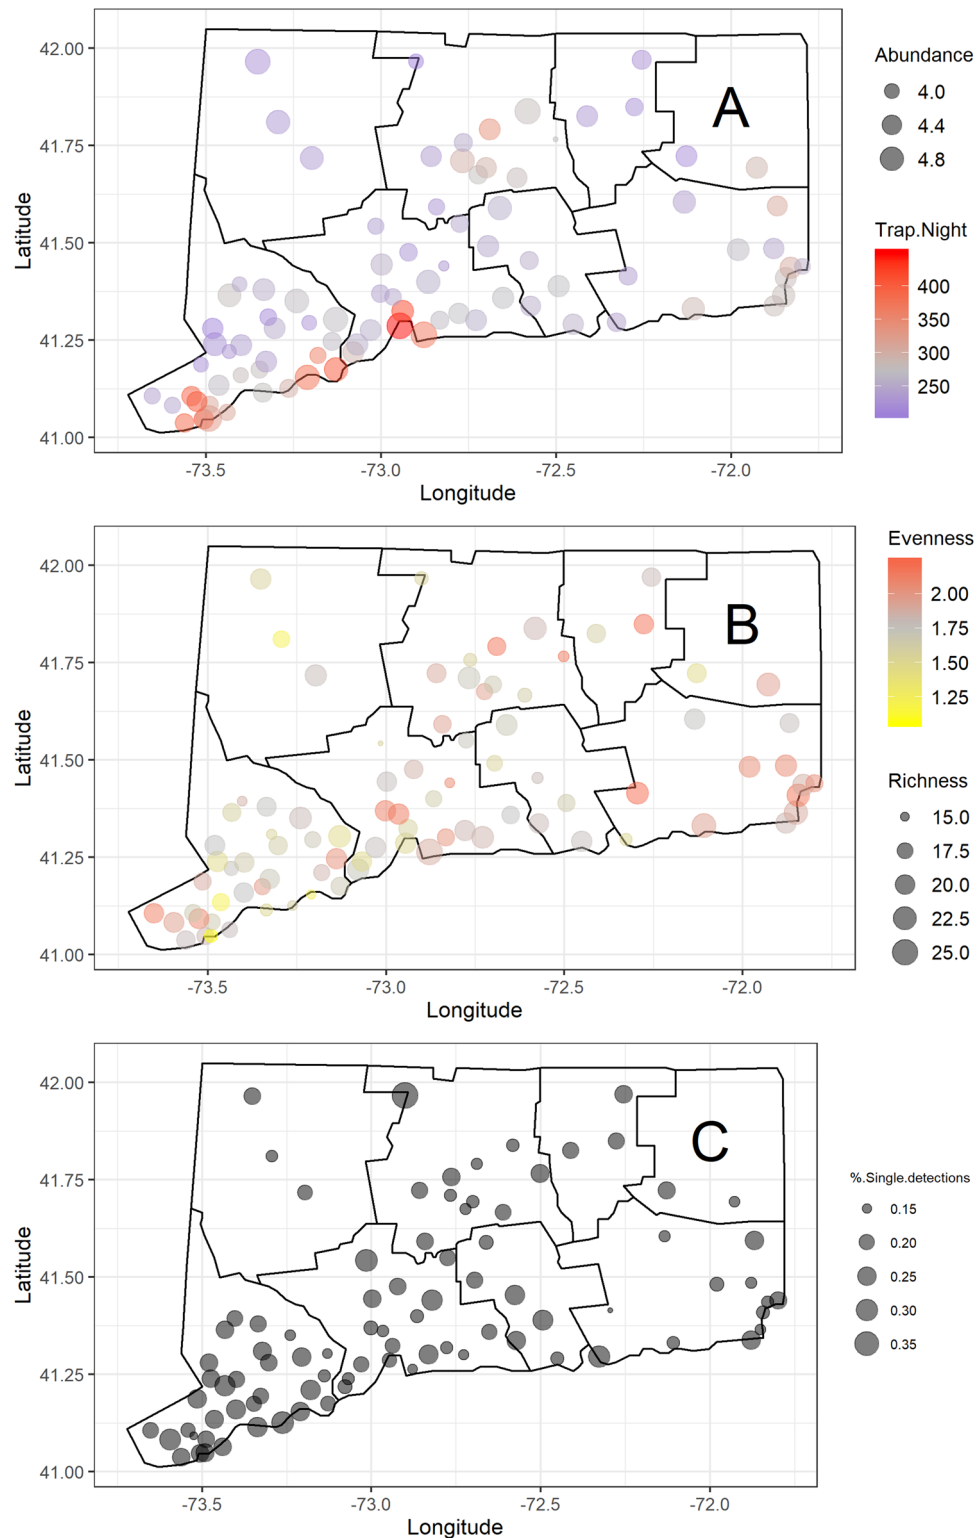 A
42.00
41.75
41.50
41.25
41.00
Latitude
-73.5 -73.0 -72.5 -72.0
Longitude
Abundance
4.0
4.4
4.8
Trap.Night
400
350
300
250
B
42.00
41.75
41.50
41.25
41.00
Latitude
-73.5 -73.0 -72.5 -72.0
Longitude
Evenness
2.00
1.75
1.50
1.25
Richness
15.0
17.5
20.0
22.5
25.0
C
42.00
41.75
41.50
41.25
41.00
Latitude
-73.5 -73.0 -72.5 -72.0
Longitude
%.Single.detections
0.15
0.20
0.25
0.30
0.35